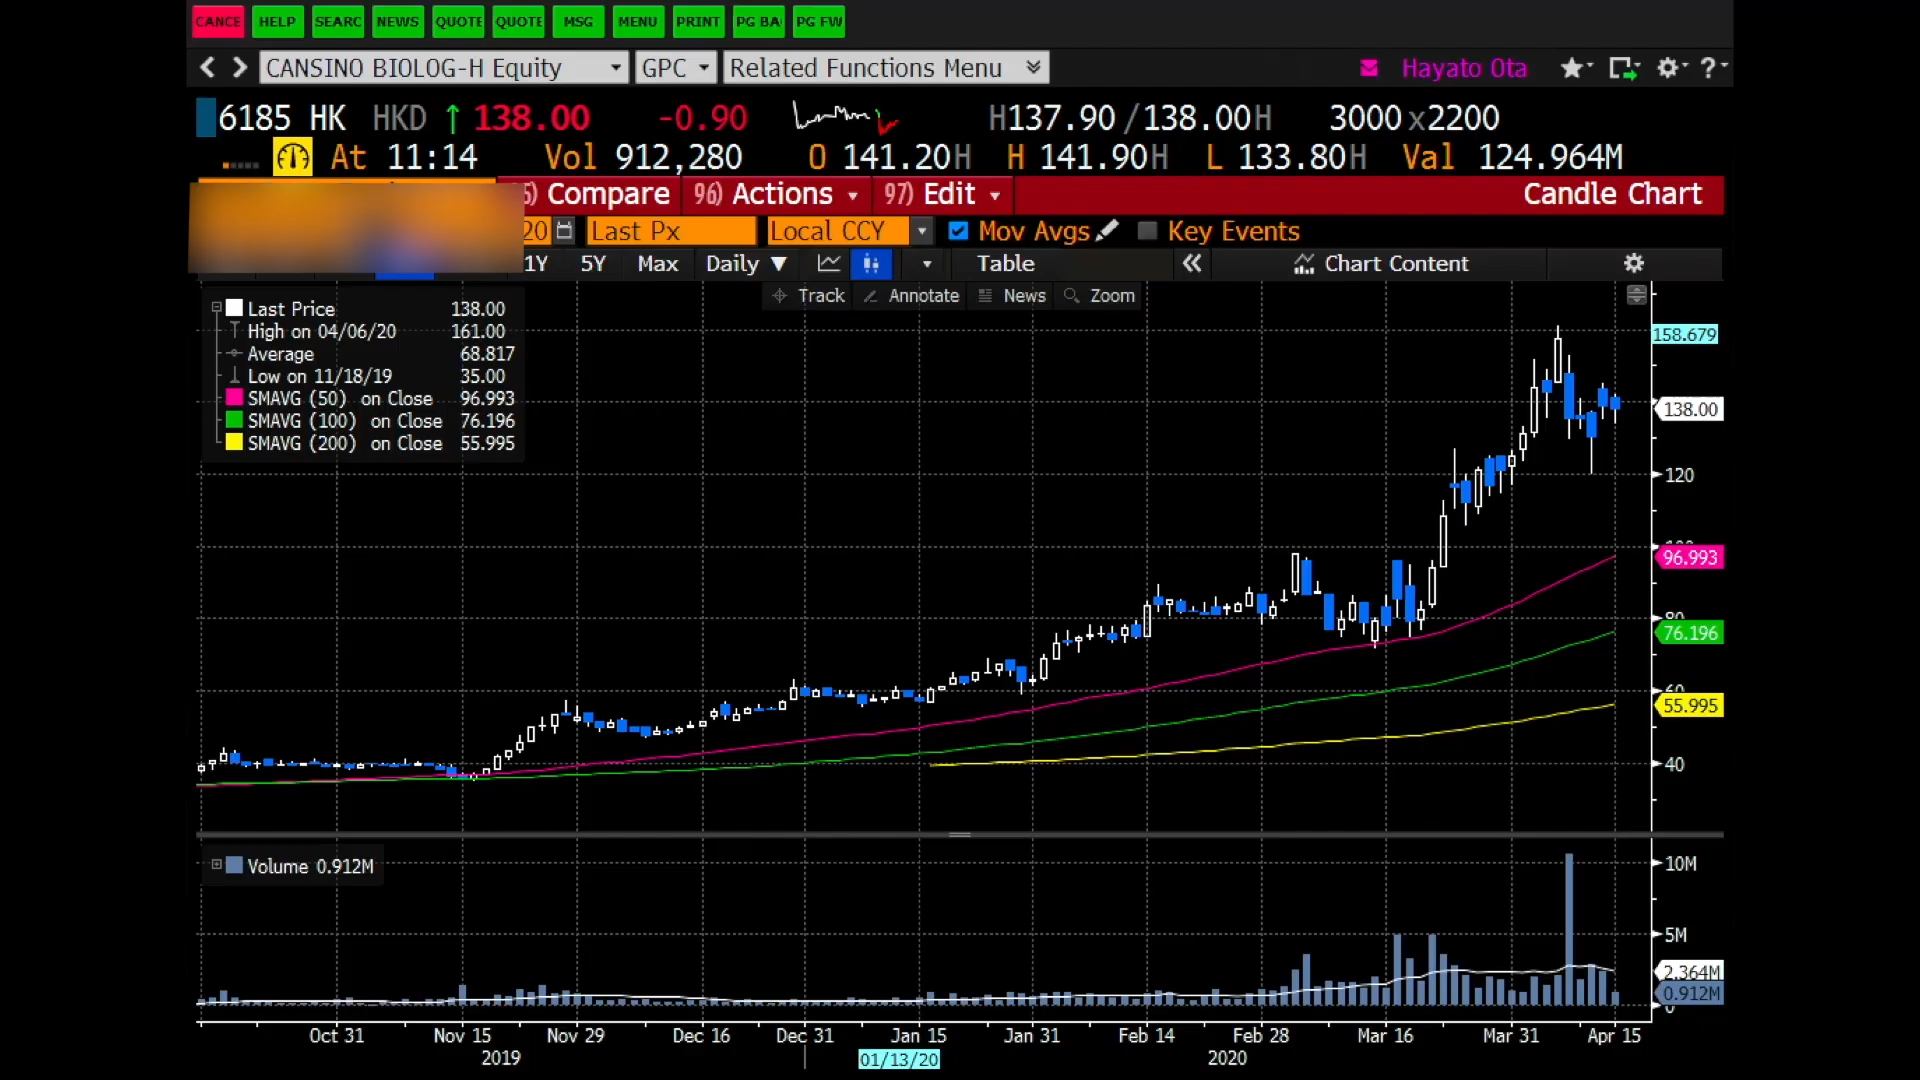 CANCE HELP SEARC NEWS QUOTE QUOTE MSG MENU PRINT PG BA PG FW
CANSINO BIOLOG-H Equity GPC Related Functions Menu Hayato Ota
6185 HK HKD ↑ 138.00 -0.90 H137.90 / 138.00H 3000 x 2200
At 11:14 Vol 912,280 O 141.20H H 141.90H L 133.80H Val 124.964M
Compare 96) Actions 97) Edit Candle Chart
20 Last Px Local CCY Mov Avgs Key Events
1Y 5Y Max Daily ▼ Table « Chart Content
Track Annotate News Zoom
Last Price 138.00
High on 04/06/20 161.00
Average 68.817
Low on 11/18/19 35.00
SMAVG (50) on Close 96.993
SMAVG (100) on Close 76.196
SMAVG (200) on Close 55.995
158.679
138.00
120
96.993
80
76.196
60
55.995
40
Volume 0.912M
10M
5M
2.364M
0.912M
0
Oct 31 Nov 15 Nov 29 Dec 16 Dec 31 Jan 15 Jan 31 Feb 14 Feb 28 Mar 16 Mar 31 Apr 15
2019 01/13/20 2020